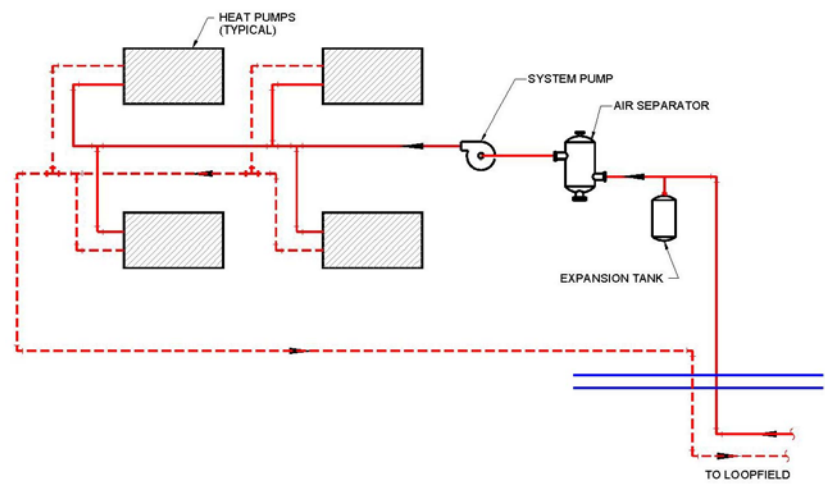 HEAT PUMPS
(TYPICAL)
SYSTEM PUMP
AIR SEPARATOR
EXPANSION TANK
TO LOOPFIELD